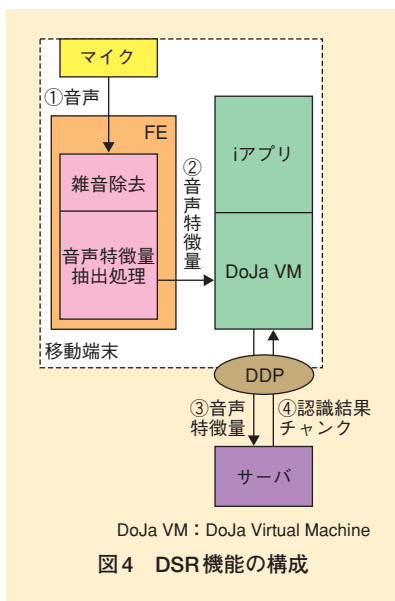 マイク
①音声
FE
雑音除去
音声特徴量
抽出処理
②音声特徴量
iアプリ
DoJa VM
移動端末
DDP
③音声
特徴量
④認識結果
チャンク
サーバ
DoJa VM：DoJa Virtual Machine
図4 DSR機能の構成